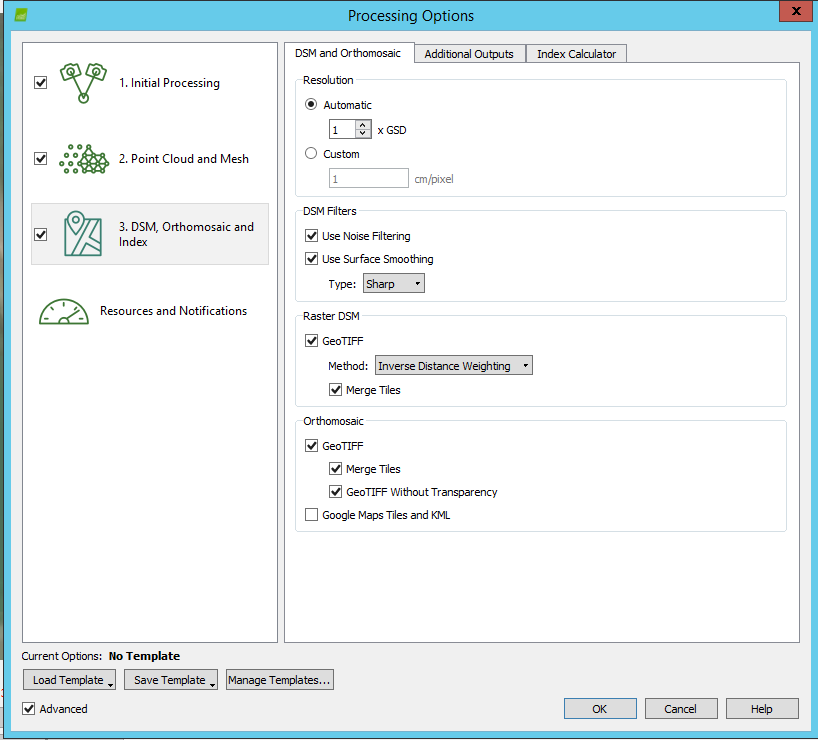 Processing Options
X
1. Initial Processing
2. Point Cloud and Mesh
3. DSM, Orthomosaic and
Index
Resources and Notifications
DSM and Orthomosaic
Additional Outputs
Index Calculator
Resolution
Automatic
1
x GSD
Custom
1
cm/pixel
DSM Filters
Use Noise Filtering
Use Surface Smoothing
Type: Sharp
Raster DSM
GeoTIFF
Method: Inverse Distance Weighting
Merge Tiles
Orthomosaic
GeoTIFF
Merge Tiles
GeoTIFF Without Transparency
Google Maps Tiles and KML
Current Options: No Template
Load Template
Save Template
Manage Templates...
Advanced
OK
Cancel
Help